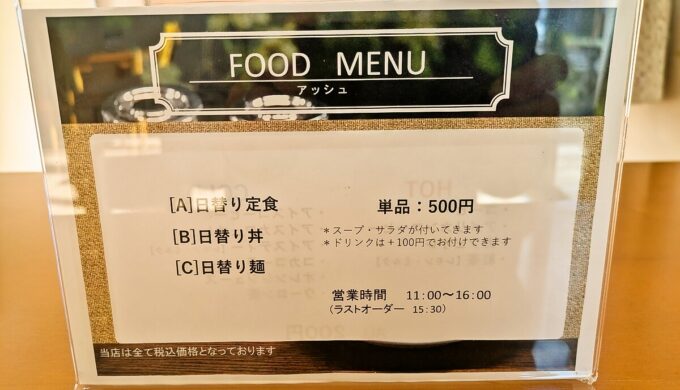 FOOD MENU
アッシュ
[A]日替り定食
[B]日替り丼
[C]日替り麺
単品：500円
＊スープ・サラダが付いてきます
＊ドリンクは＋100円でお付けできます
営業時間 11:00～16:00
(ラストオーダー 15:30)
当店は全て税込価格となっております